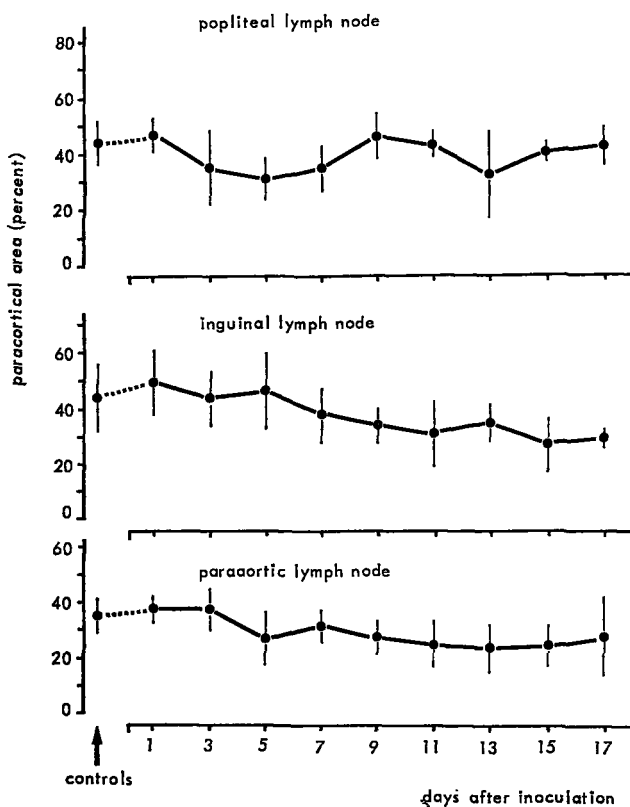 popliteal lymph node
80
60
40
20
0
paracortical area (percent)
inguinal lymph node
60
40
20
0
paraaortic lymph node
60
40
20
0
1 3 5 7 9 11 13 15 17
controls
days after inoculation